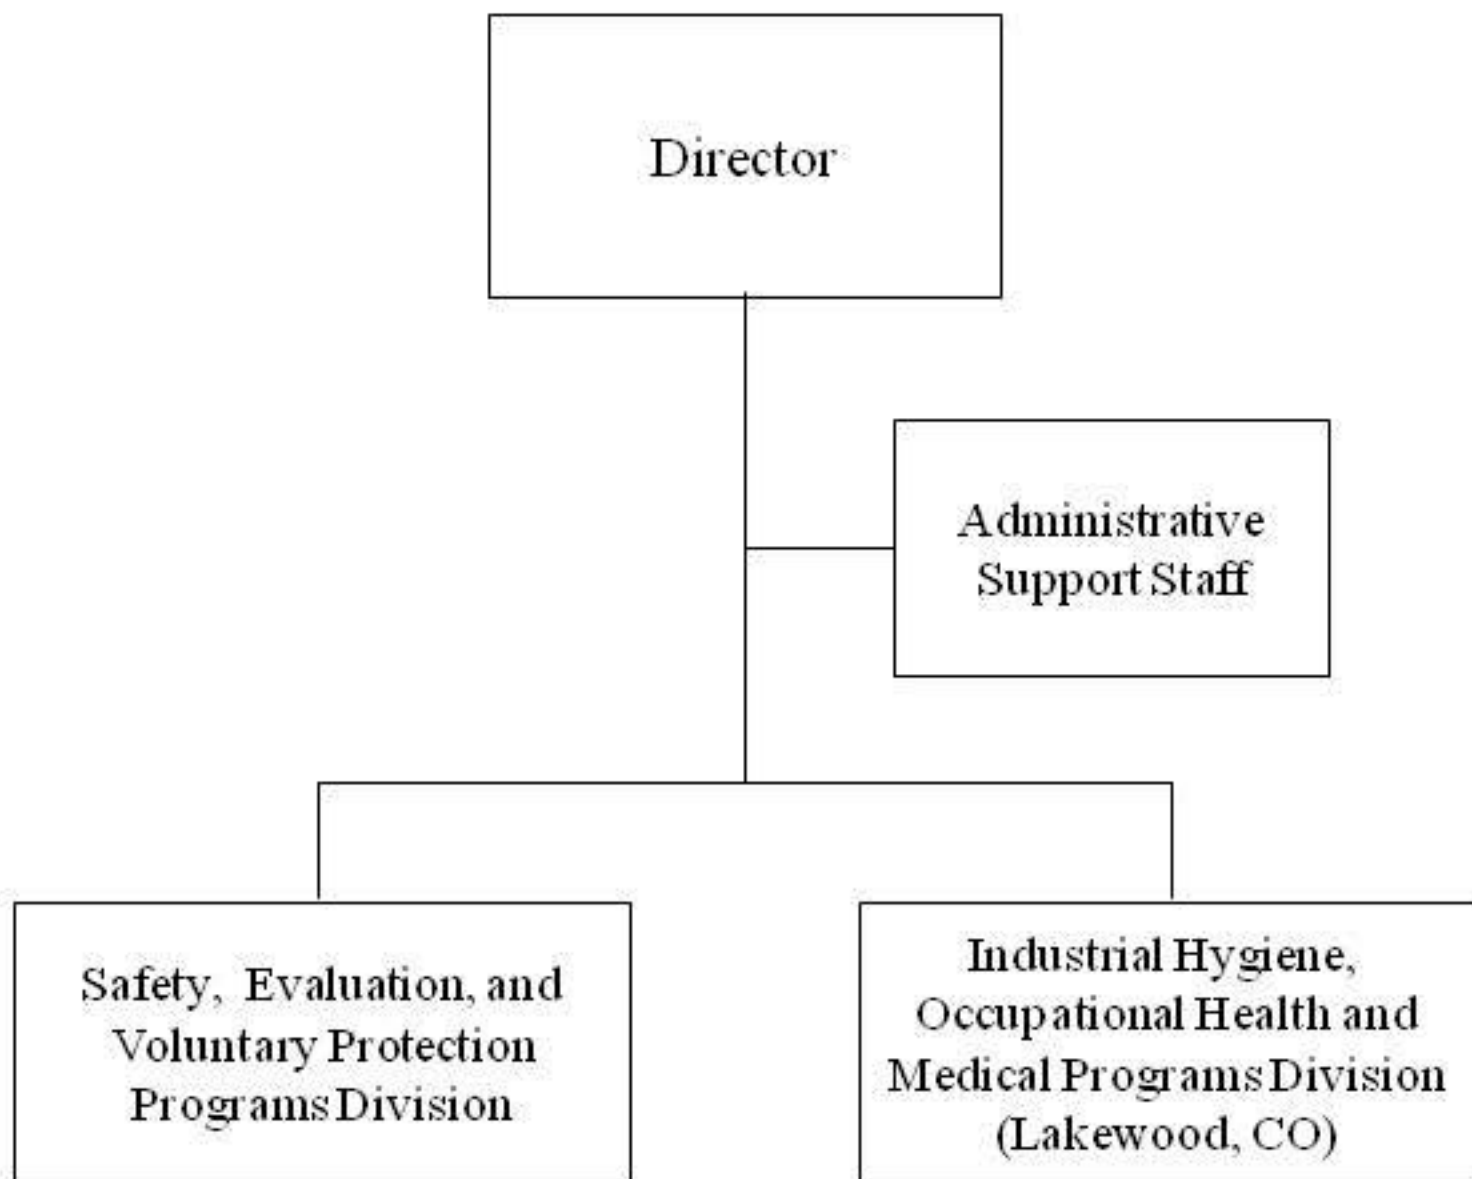 Director
Administrative
Support Staff
Safety, Evaluation, and
Voluntary Protection
Programs Division
Industrial Hygiene,
Occupational Health and
Medical Programs Division
(Lakewood, CO)